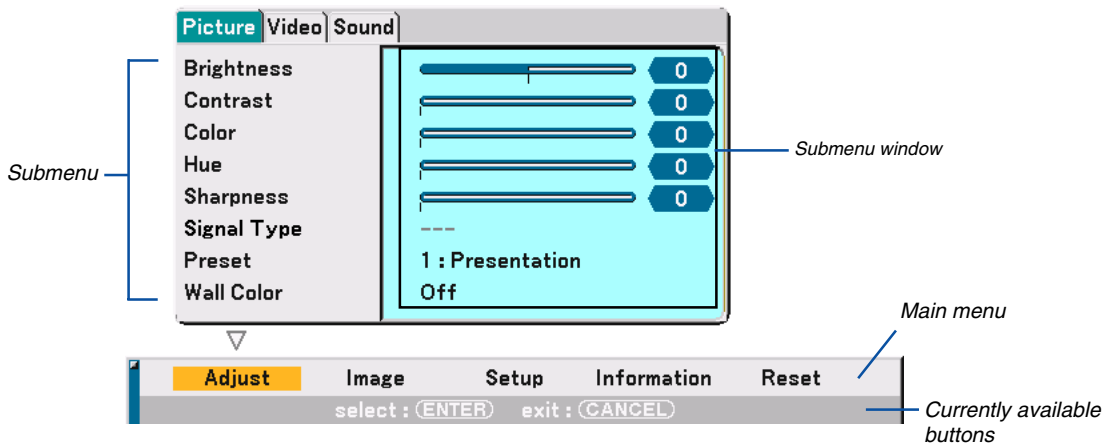 Picture Video Sound
Brightness 0
Contrast 0
Color 0
Hue 0
Sharpness 0
Signal Type ---
Preset 1 : Presentation
Wall Color Off
Submenu
Submenu window
Main menu
Adjust Image Setup Information Reset
select : ENTER exit : CANCEL
Currently available
buttons